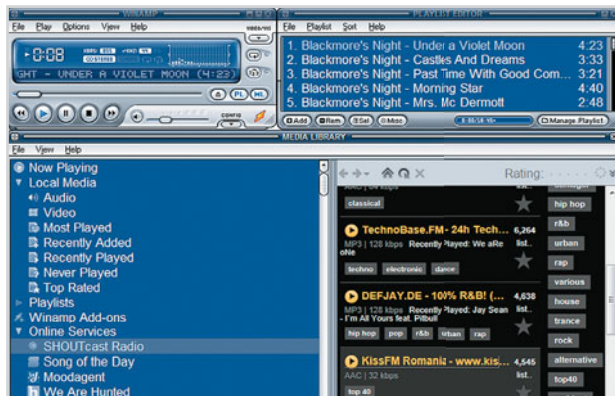 WINAMP
File Play Options View Help
0:08
GHT - UNDER A VIOLET MOON (4:23)
PL ML
CONFIG
PLAYLIST EDITOR
File Playlist Sort Help
1. Blackmore's Night - Under a Violet Moon 4:23
2. Blackmore's Night - Castles And Dreams 3:33
3. Blackmore's Night - Past Time With Good Com... 3:21
4. Blackmore's Night - Morning Star 4:40
5. Blackmore's Night - Mrs. Mc Dermott 2:48
Add Rem Sel Misc Manage Playlist
MEDIA LIBRARY
File View Help
Now Playing
Local Media
Audio
Video
Most Played
Recently Added
Recently Played
Never Played
Top Rated
Playlists
Winamp Add-ons
Online Services
SHOUTcast Radio
Song of the Day
Moodagent
We Are Hunted
Rating:
list..
classical
TechnoBase.FM - 24h Tech... 6,264
MP3 | 128 kbps Recently Played: We aRe list..
oNe
techno electronic dance
DEFJAY.DE - 100% R&B! (... 4,638
MP3 | 128 kbps Recently Played: Jay Sean list..
- I'm All Yours feat. Pitbull
hip hop pop r&b urban rap
KissFM Romania - www.kis... 4,545
AAC | 32 kbps list..
top 40
hip hop
r&b
urban
rap
various
house
trance
rock
alternative
top40